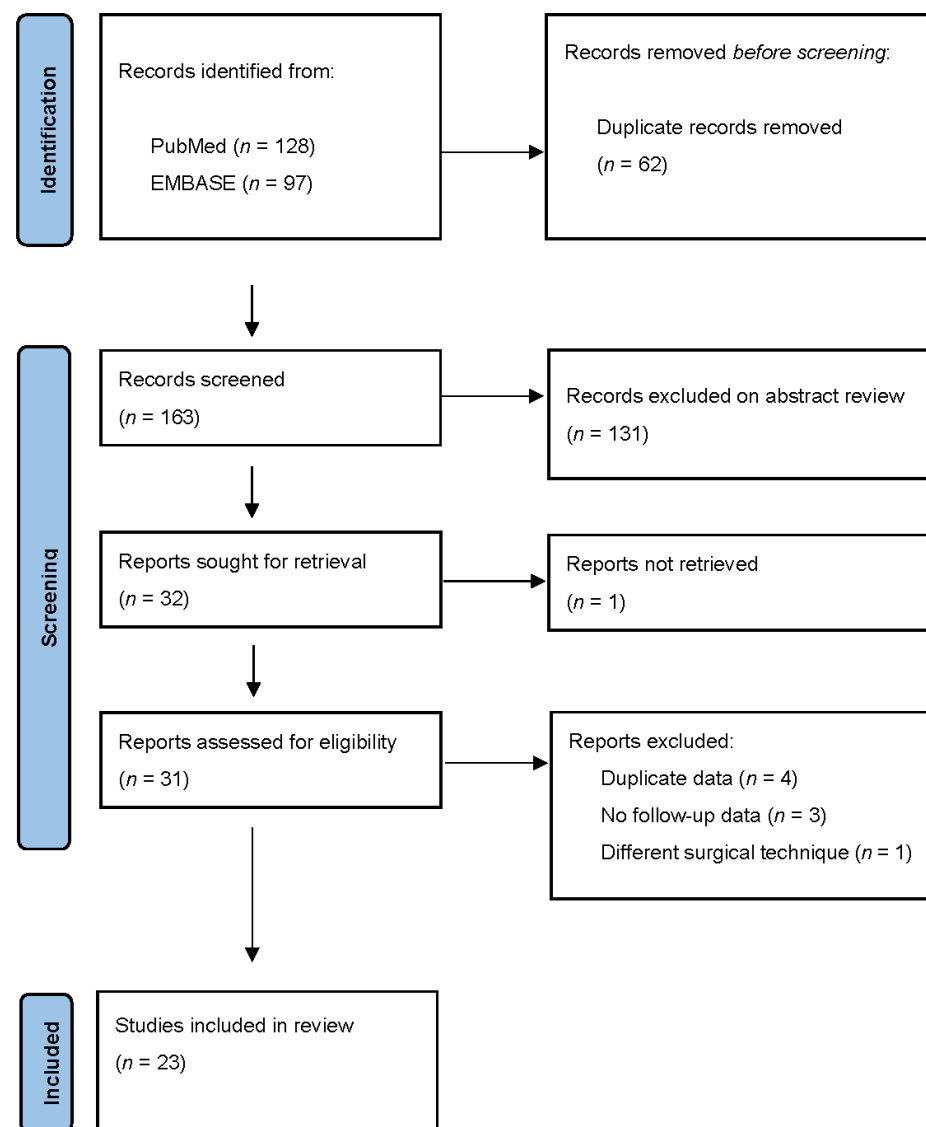 Identification
Records identified from:
PubMed (n = 128)
EMBASE (n = 97)
Records removed before screening:
Duplicate records removed
(n = 62)
Screening
Records screened
(n = 163)
Records excluded on abstract review
(n = 131)
Reports sought for retrieval
(n = 32)
Reports not retrieved
(n = 1)
Reports assessed for eligibility
(n = 31)
Reports excluded:
Duplicate data (n = 4)
No follow-up data (n = 3)
Different surgical technique (n = 1)
Included
Studies included in review
(n = 23)